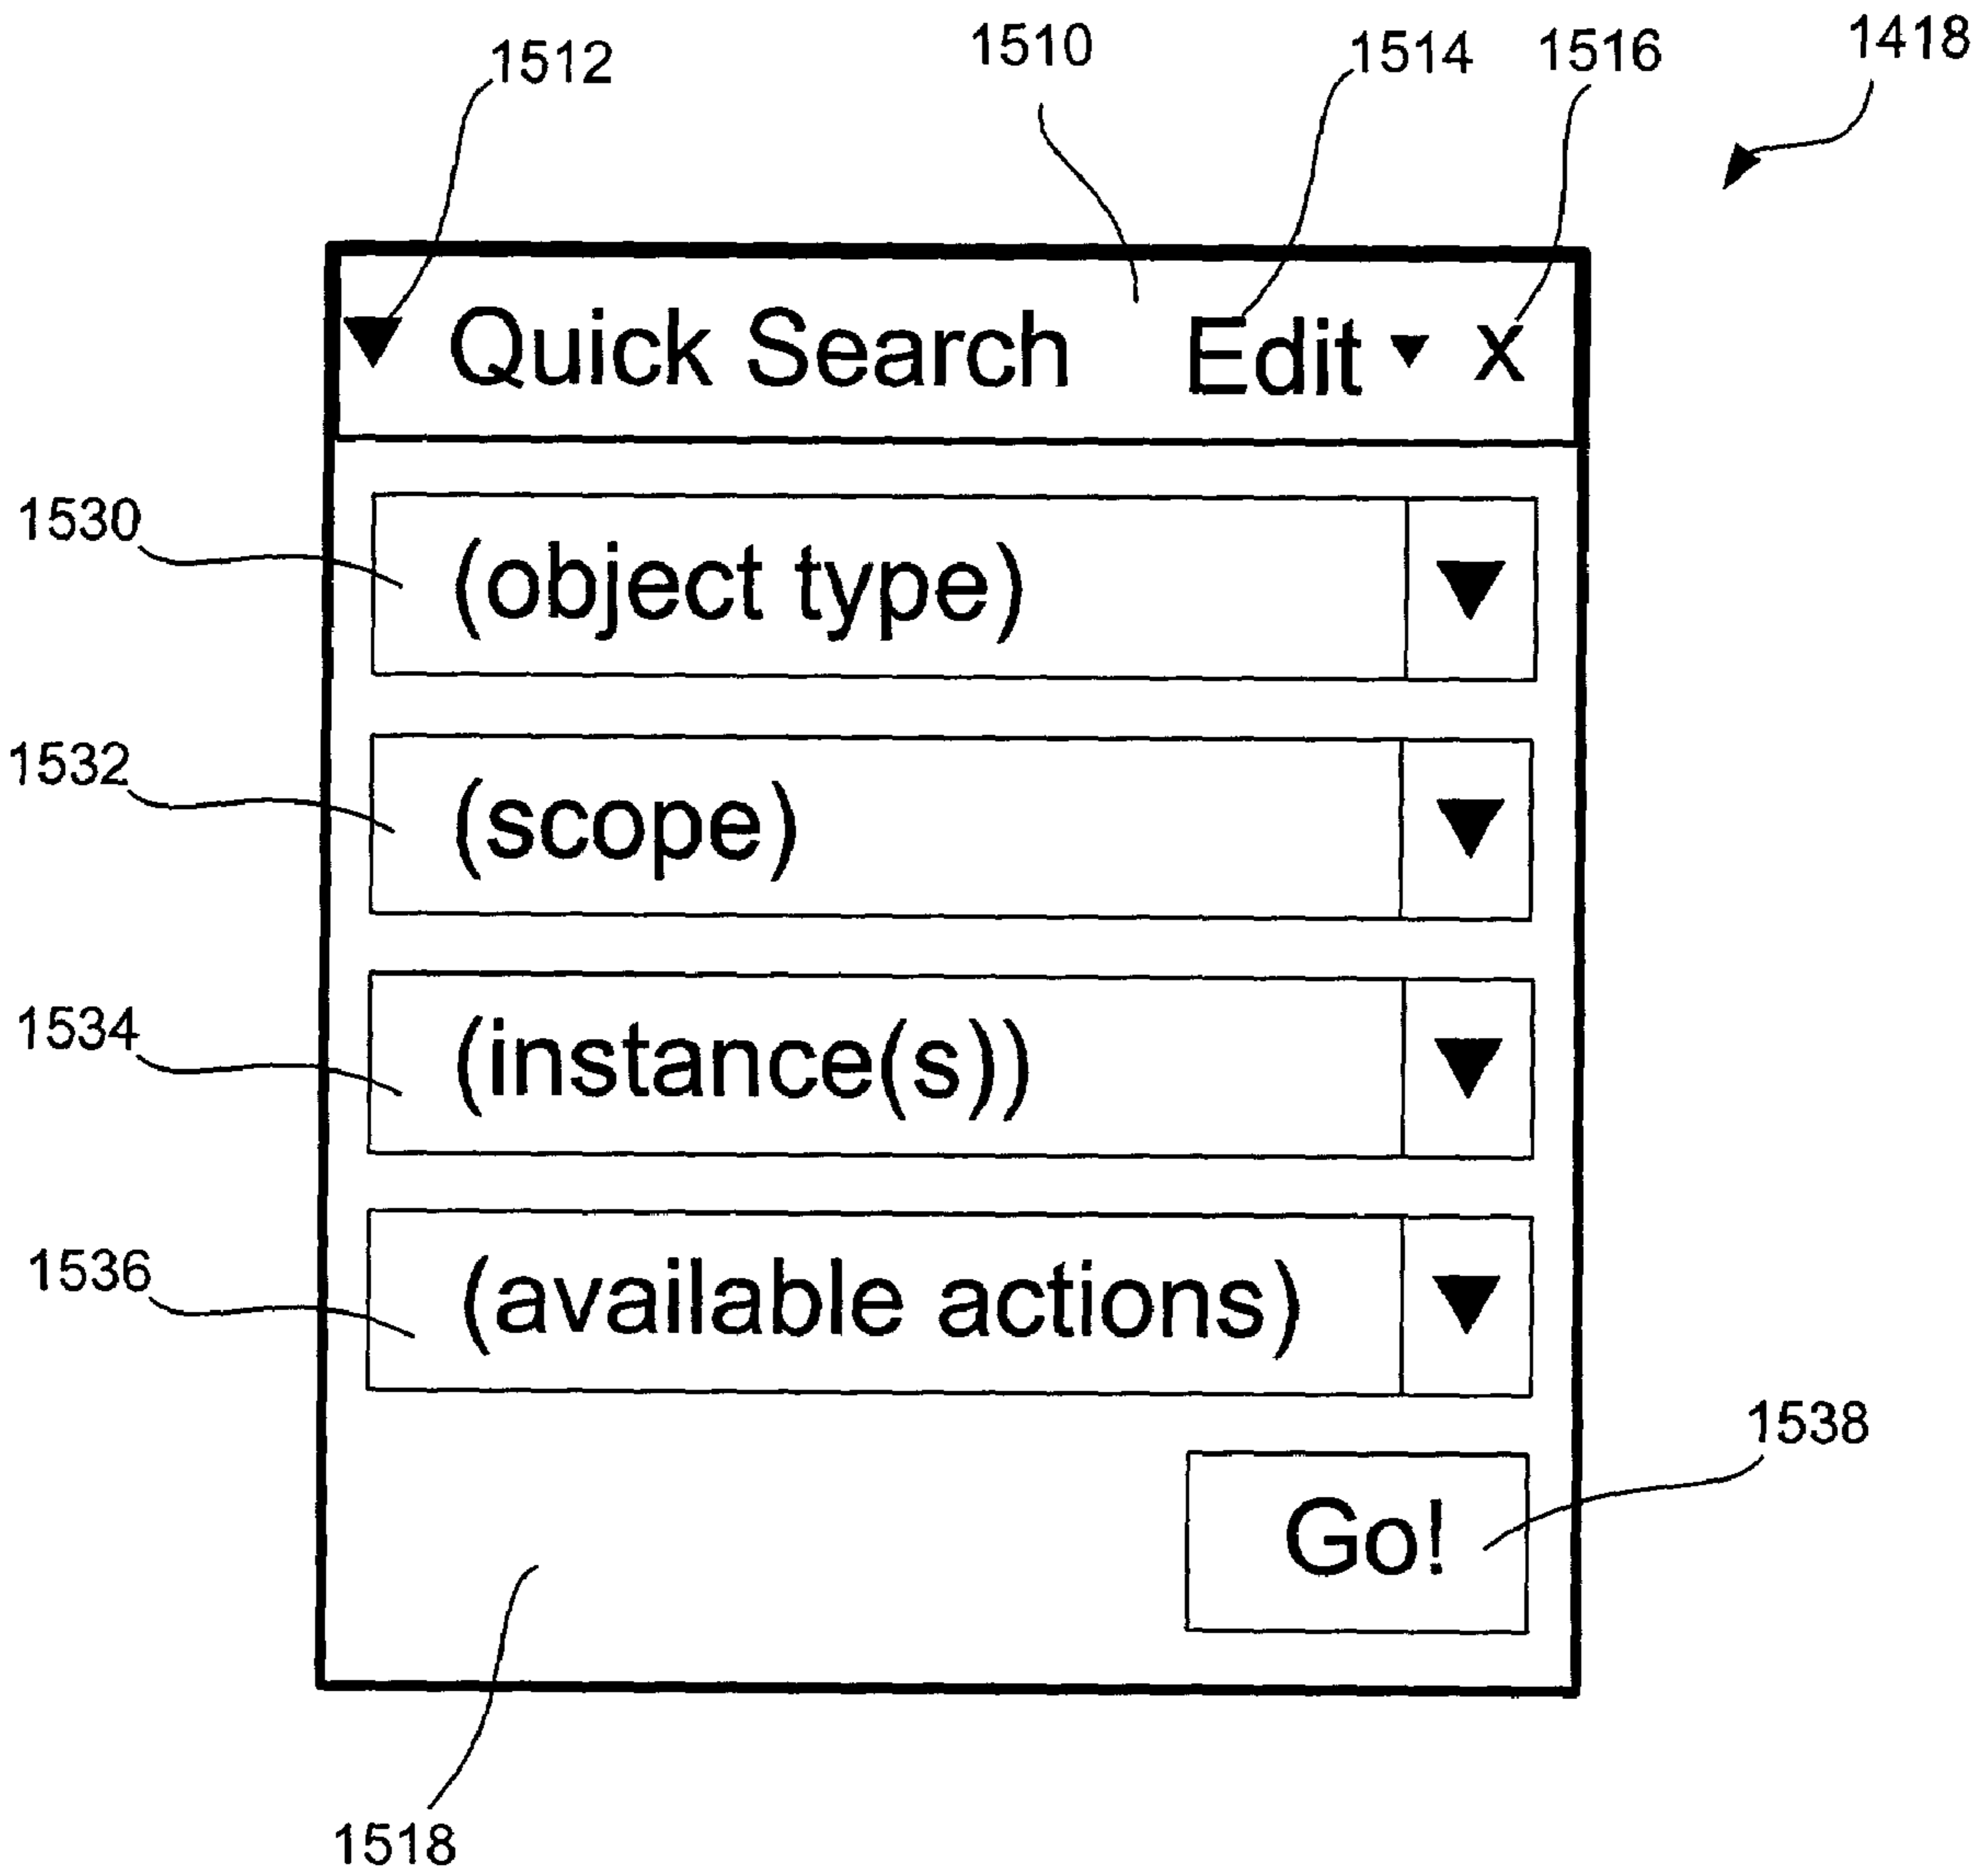 1512 1510 1514 1516 1418
Quick Search Edit x
1530 (object type)
1532 (scope)
1534 (instance(s))
1536 (available actions)
1538
Go!
1518